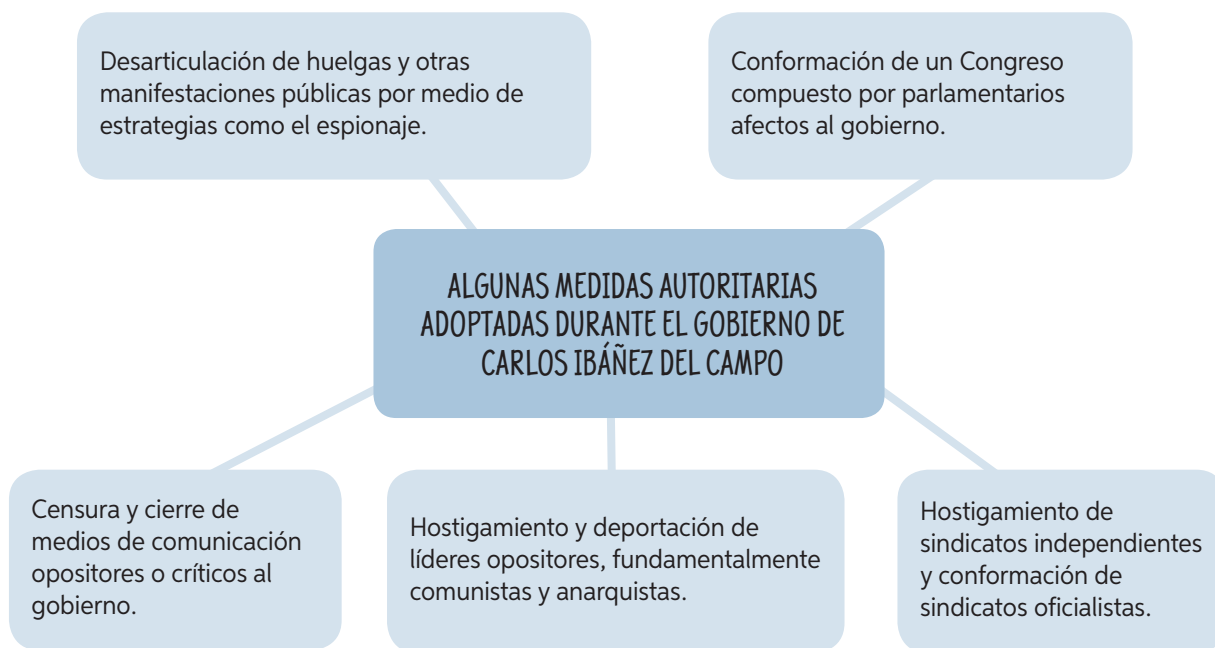 Desarticulación de huelgas y otras
manifestaciones públicas por medio de
estrategias como el espionaje.
Conformación de un Congreso
compuesto por parlamentarios
afectos al gobierno.
ALGUNAS MEDIDAS AUTORITARIAS
ADOPTADAS DURANTE EL GOBIERNO DE
CARLOS IBÁÑEZ DEL CAMPO
Censura y cierre de
medios de comunicación
opositores o críticos al
gobierno.
Hostigamiento y deportación de
líderes opositores, fundamentalmente
comunistas y anarquistas.
Hostigamiento de
sindicatos independientes
y conformación de
sindicatos oficialistas.